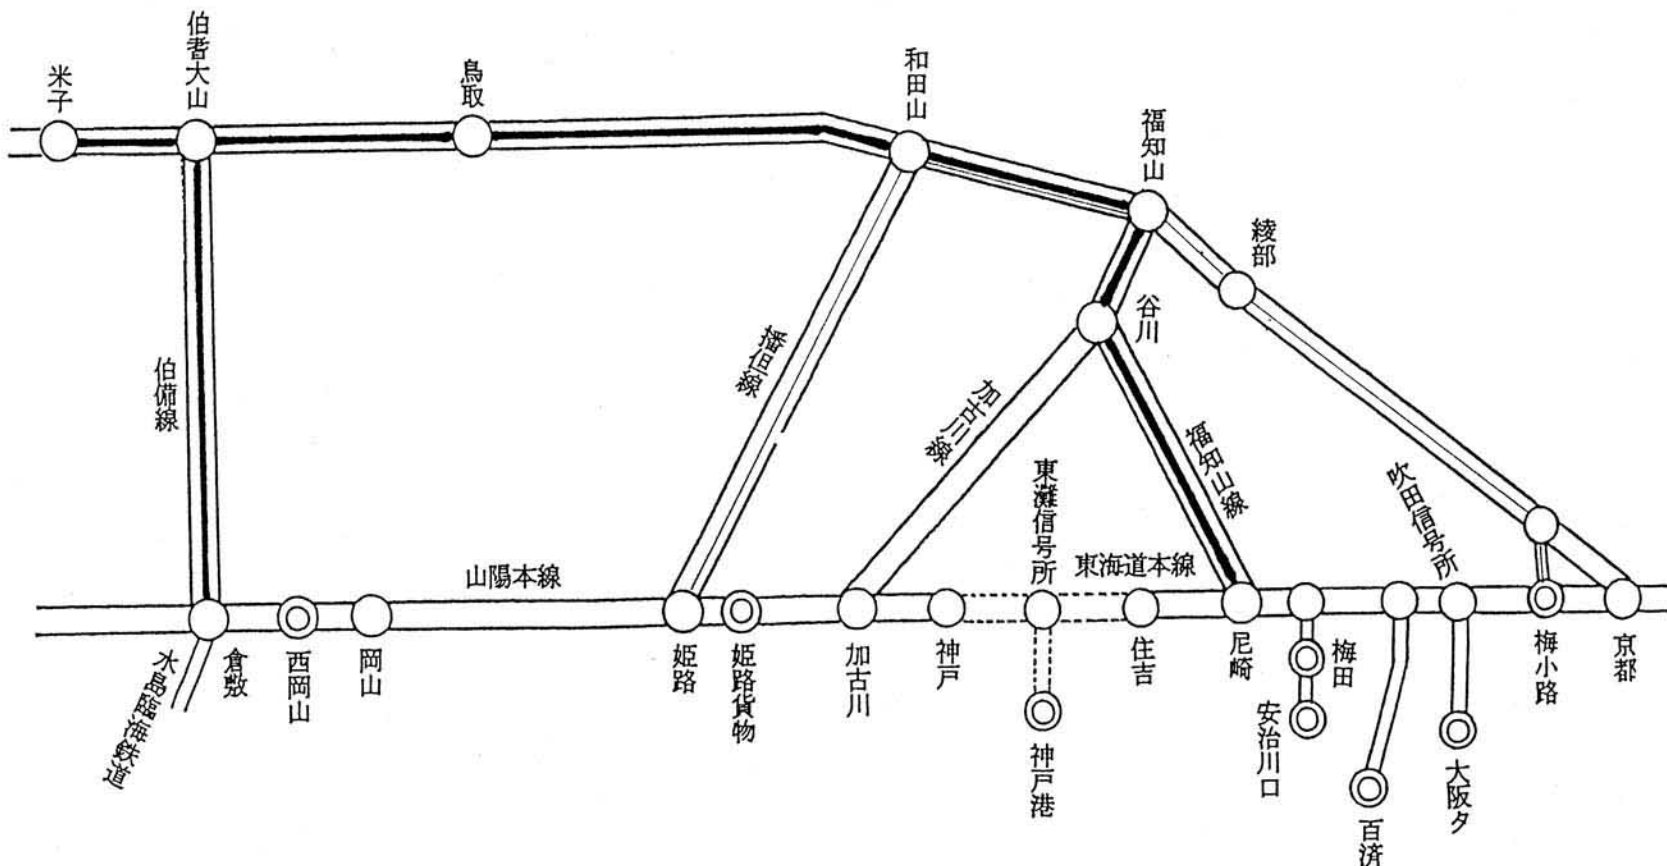 米子
伯耆大山
鳥取
和田山
福知山
綾部
谷川
伯備線
播但線
加古川線
福知山線
東灘信号所
吹田信号所
山陽本線
東海道本線
水島臨海鉄道
倉敷
西岡山
岡山
姫路
姫路貨物
加古川
神戸
神戸港
住吉
尼崎
梅田
安治川口
百済
大阪タ
梅小路
京都